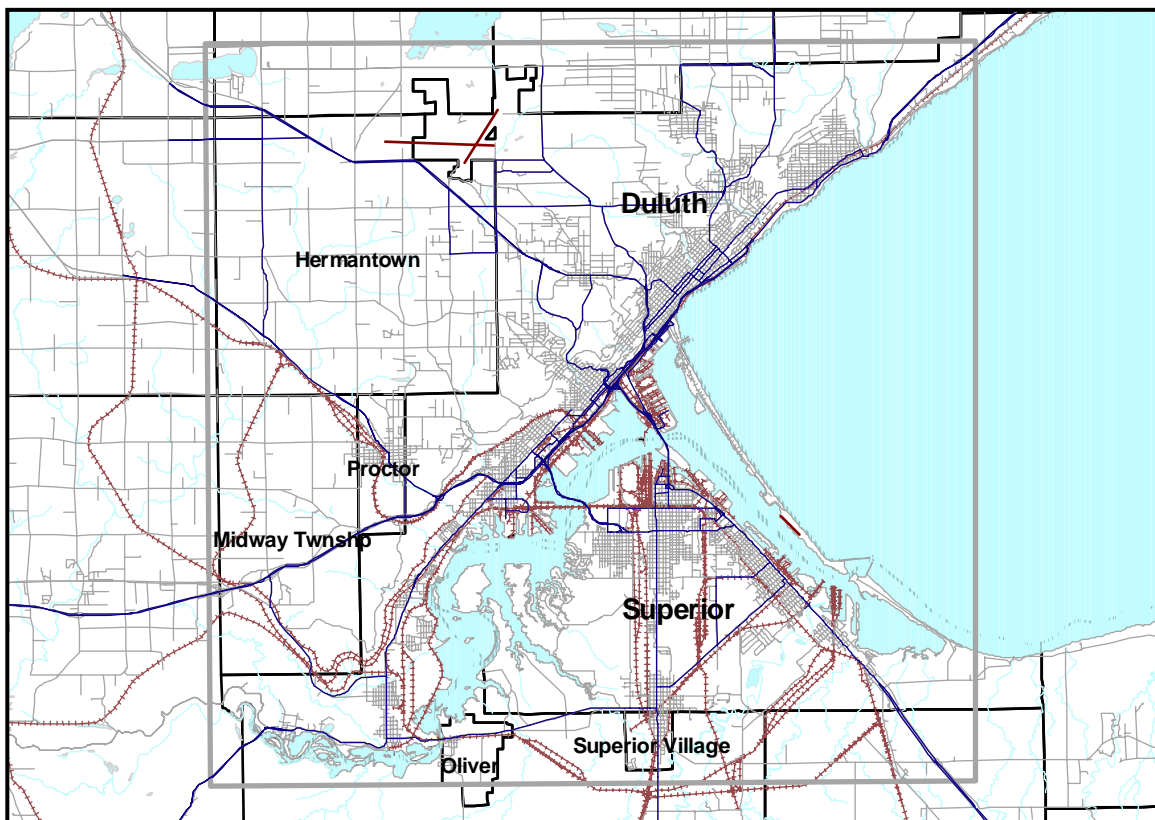 Duluth
Hermantown
Proctor
Midway Twnshp
Superior
Superior Village
Oliver